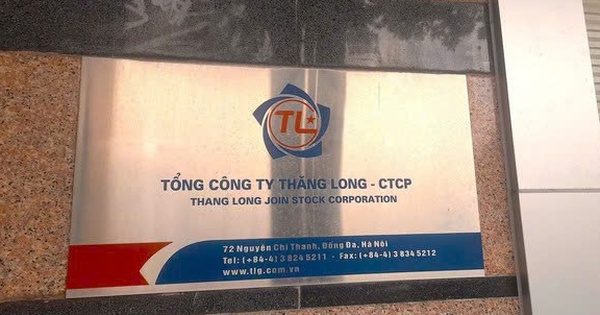 TL
TỔNG CÔNG TY THĂNG LONG - CTCP
THANG LONG JOIN STOCK CORPORATION
72 Nguyễn Chí Thanh, Đống Đa, Hà Nội
Tel: (+84-4) 3 824 5211 - Fax: (+84-4) 3 834 5212
www.tlg.com.vn